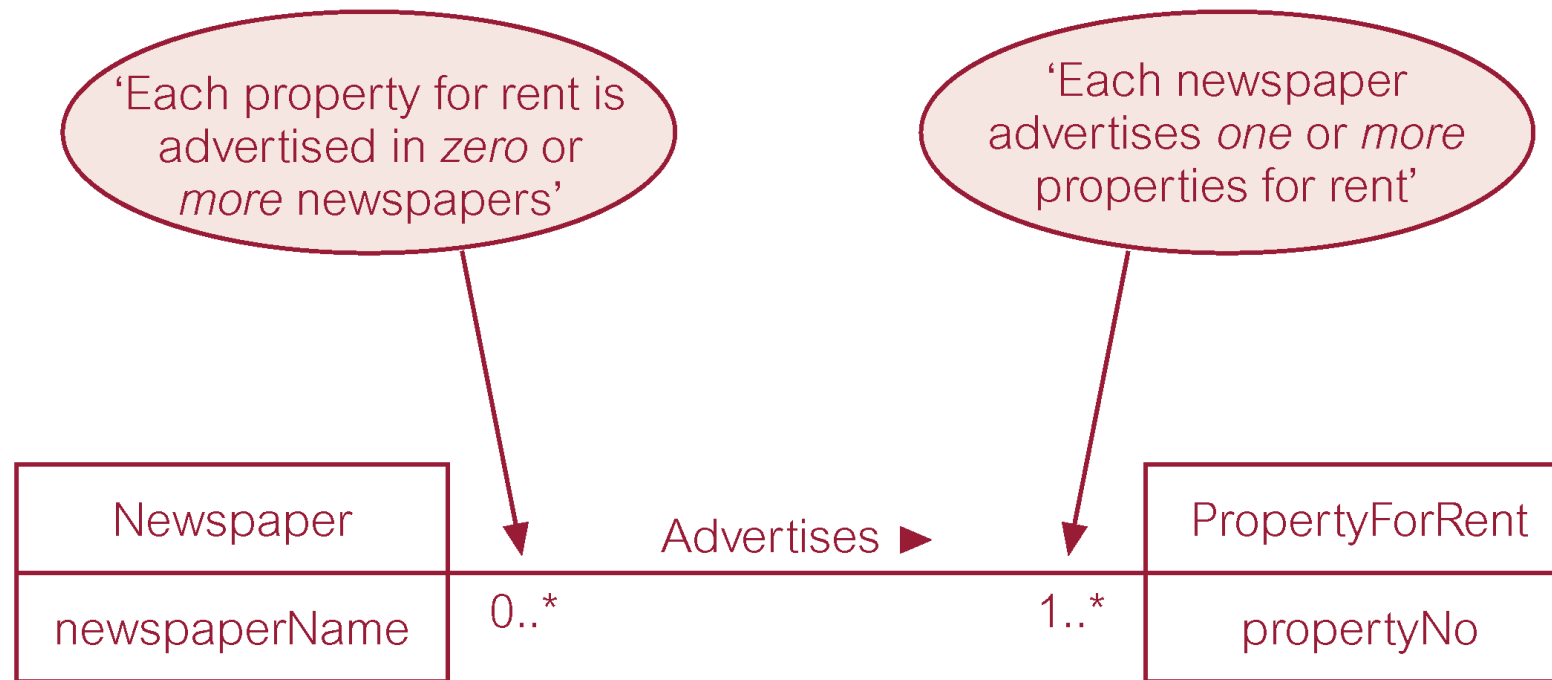 ‘Each property for rent is
advertised in zero or
more newspapers’
‘Each newspaper
advertises one or more
properties for rent’
Newspaper
newspaperName
0..*
Advertises ►
1..*
PropertyForRent
propertyNo